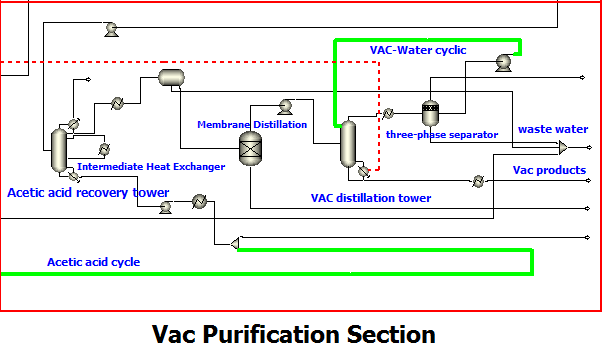 VAC-Water cyclic
Membrane Distillation
three-phase separator
waste water
Intermediate Heat Exchanger
Vac products
Acetic acid recovery tower
VAC distillation tower
Acetic acid cycle
Vac Purification Section